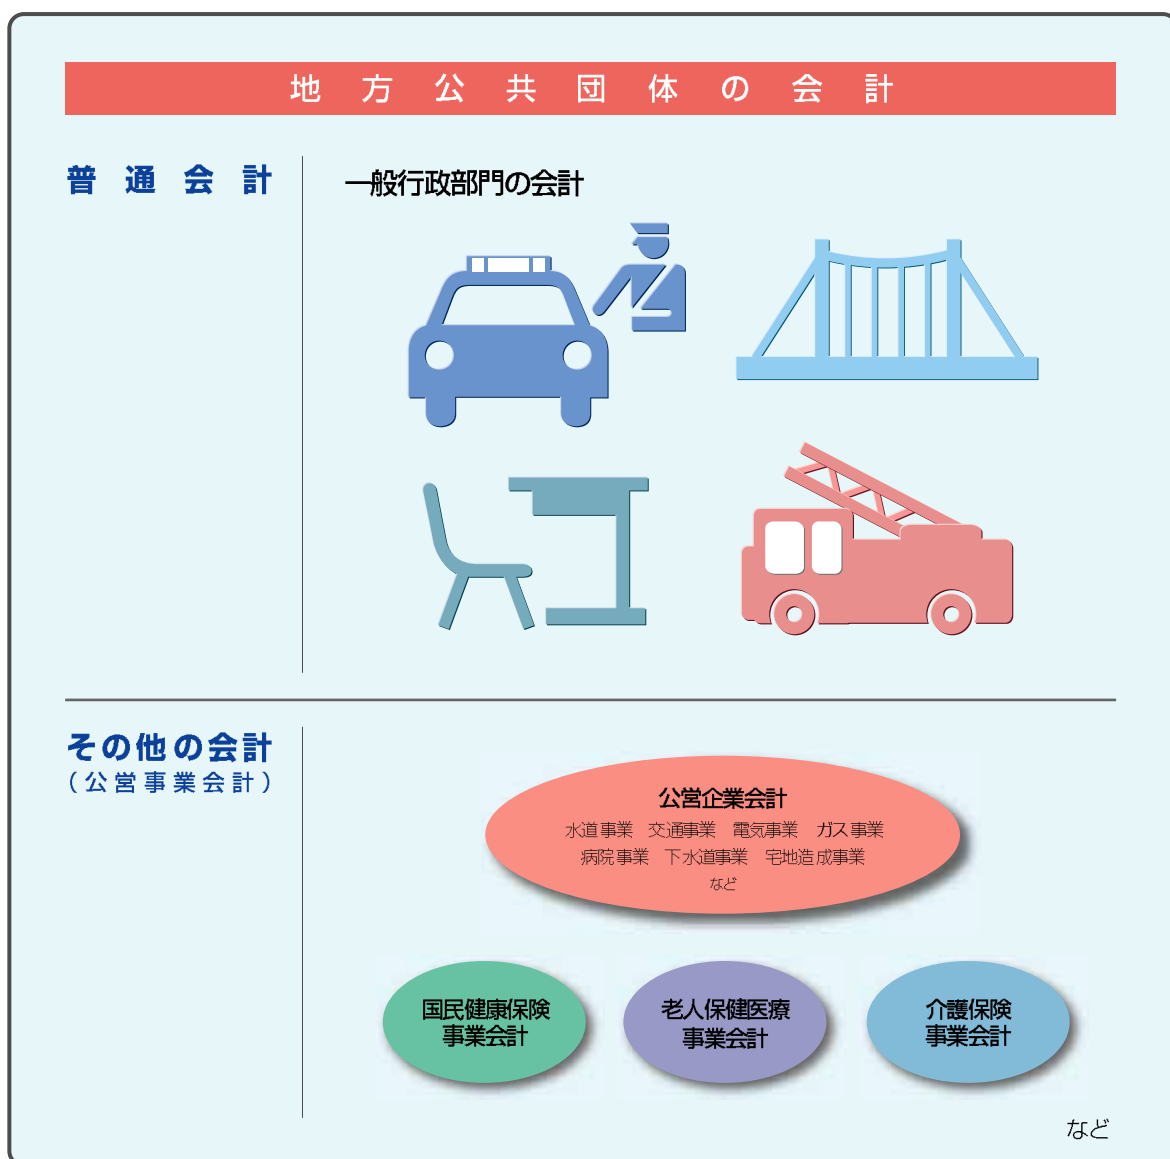 地方公共団体の会計
普通会計
一般行政部門の会計
その他の会計
（公営事業会計）
公営企業会計
水道事業 交通事業 電気事業 ガス事業
病院事業 下水道事業 宅地造成事業
など
国民健康保険
事業会計
老人保健医療
事業会計
介護保険
事業会計
など